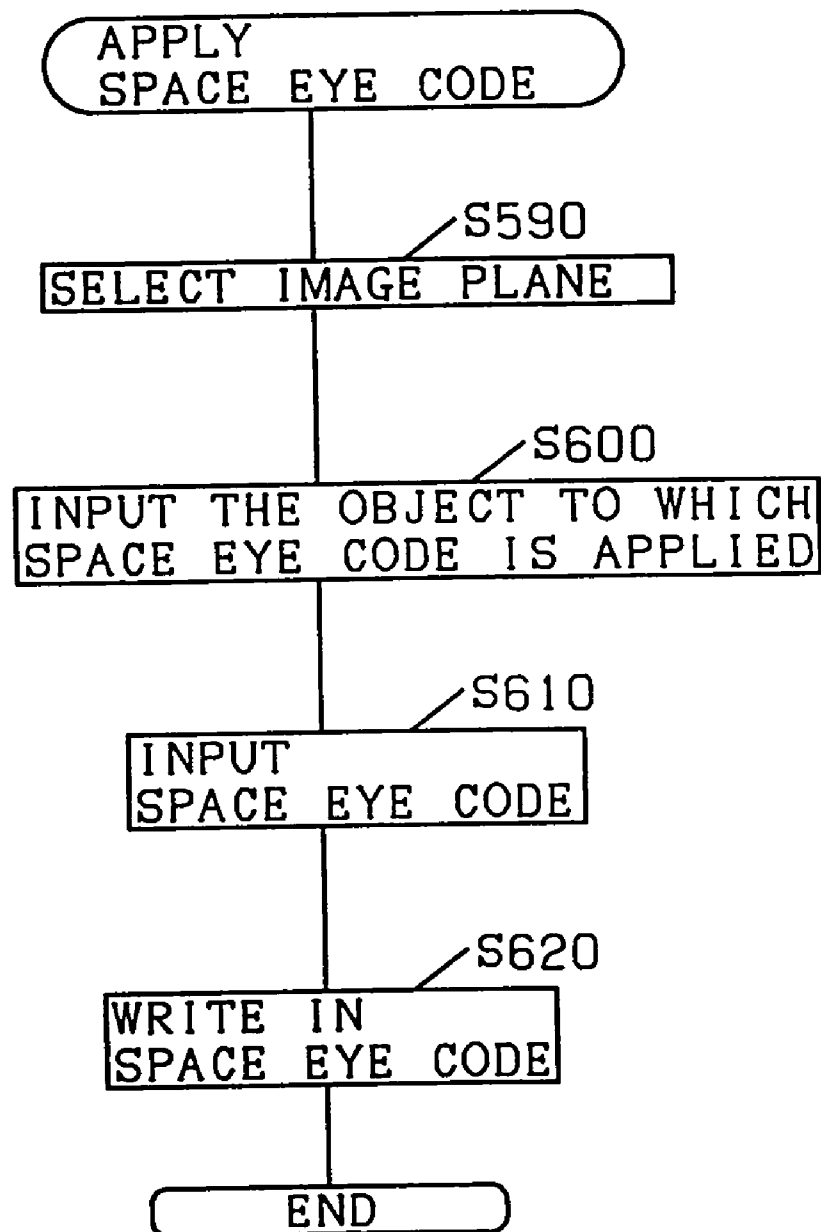 APPLY
SPACE EYE CODE
S590
SELECT IMAGE PLANE
S600
INPUT THE OBJECT TO WHICH
SPACE EYE CODE IS APPLIED
S610
INPUT
SPACE EYE CODE
S620
WRITE IN
SPACE EYE CODE
END